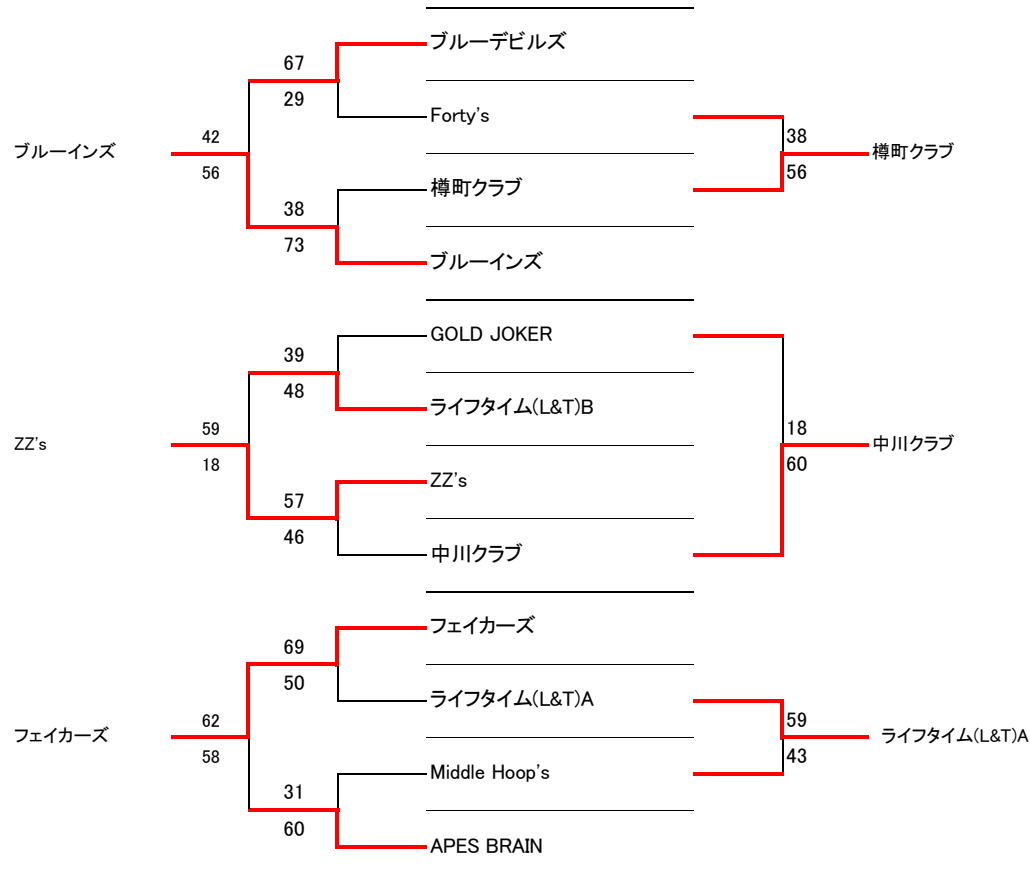 ブルーデビルズ
67
29
Forty's
42
38
ブルーインズ
樽町クラブ
56
56
樽町クラブ
38
73
ブルーインズ
GOLD JOKER
39
48
ライフタイム(L&T)B
59
18
ZZ's
中川クラブ
18
60
ZZ's
57
46
中川クラブ
フェイカーズ
69
50
ライフタイム(L&T)A
62
59
フェイカーズ
ライフタイム(L&T)A
58
43
Middle Hoop's
31
60
APES BRAIN